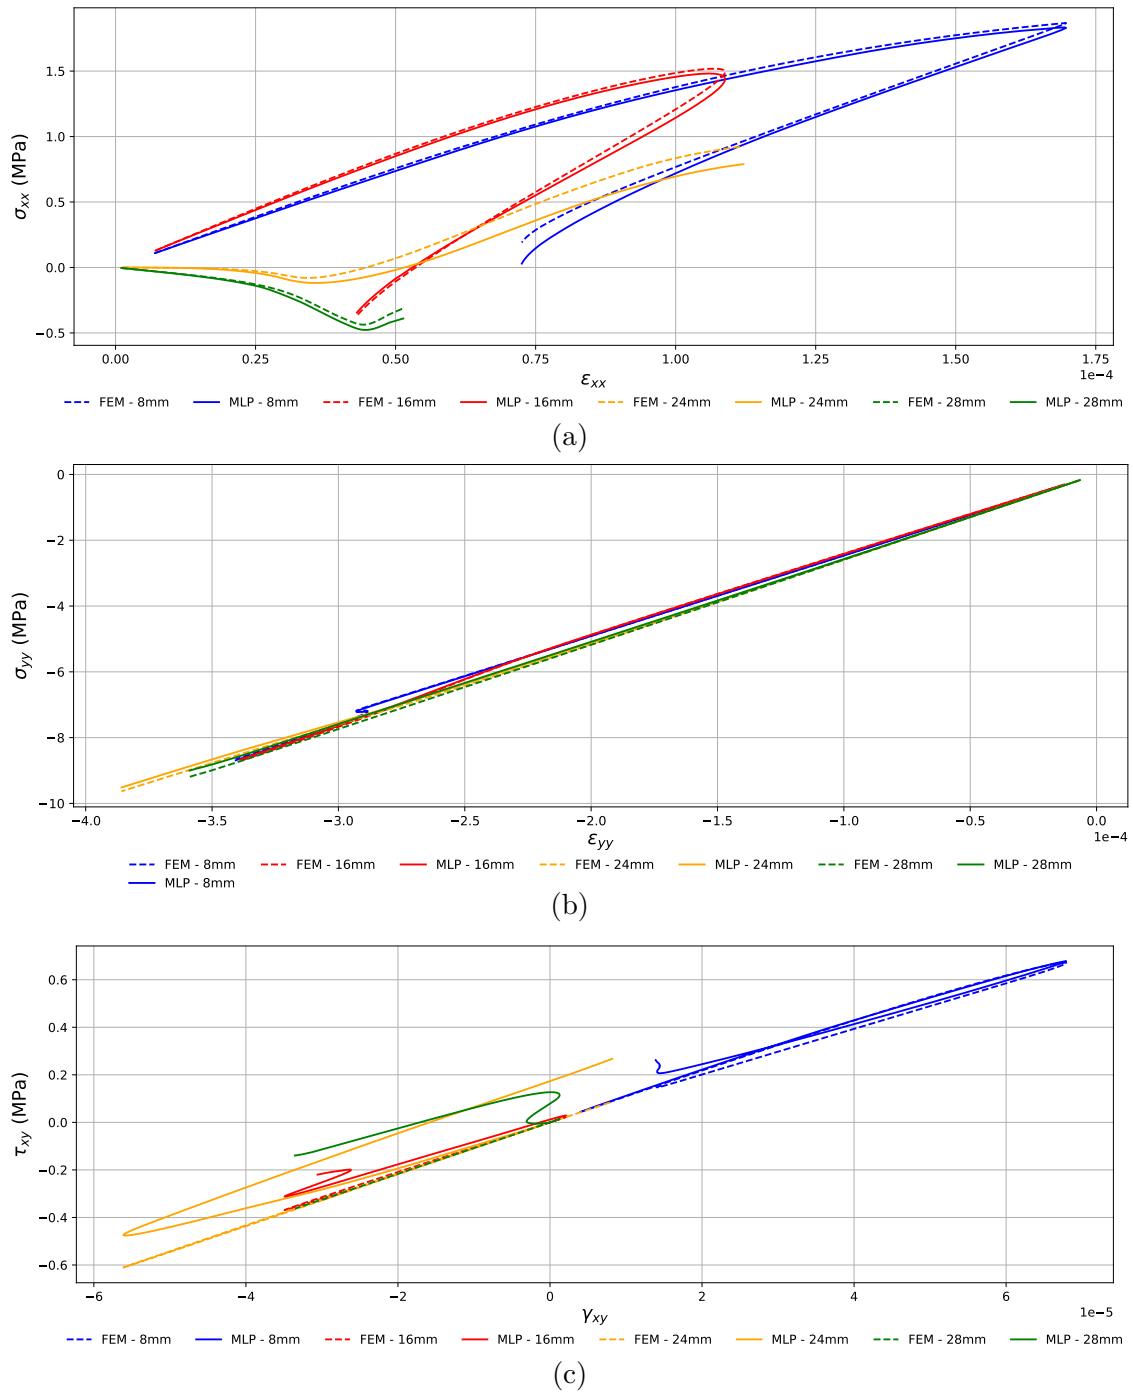 (a)
1.5
1.0
0.5
0.0
−0.5
σxx (MPa)
0.00 0.25 0.50 0.75 1.00 1.25 1.50 1.75
1e−4
εxx
FEM - 8mm MLP - 8mm FEM - 16mm MLP - 16mm FEM - 24mm MLP - 24mm FEM - 28mm MLP - 28mm
(b)
0
−2
−4
−6
−8
−10
σyy (MPa)
−4.0 −3.5 −3.0 −2.5 −2.0 −1.5 −1.0 −0.5 0.0
1e−4
εyy
FEM - 8mm FEM - 16mm MLP - 16mm FEM - 24mm MLP - 24mm FEM - 28mm MLP - 28mm
MLP - 8mm
(c)
0.6
0.4
0.2
0.0
−0.2
−0.4
−0.6
τxy (MPa)
−6 −4 −2 0 2 4 6
1e−5
γxy
FEM - 8mm MLP - 8mm FEM - 16mm MLP - 16mm FEM - 24mm MLP - 24mm FEM - 28mm MLP - 28mm